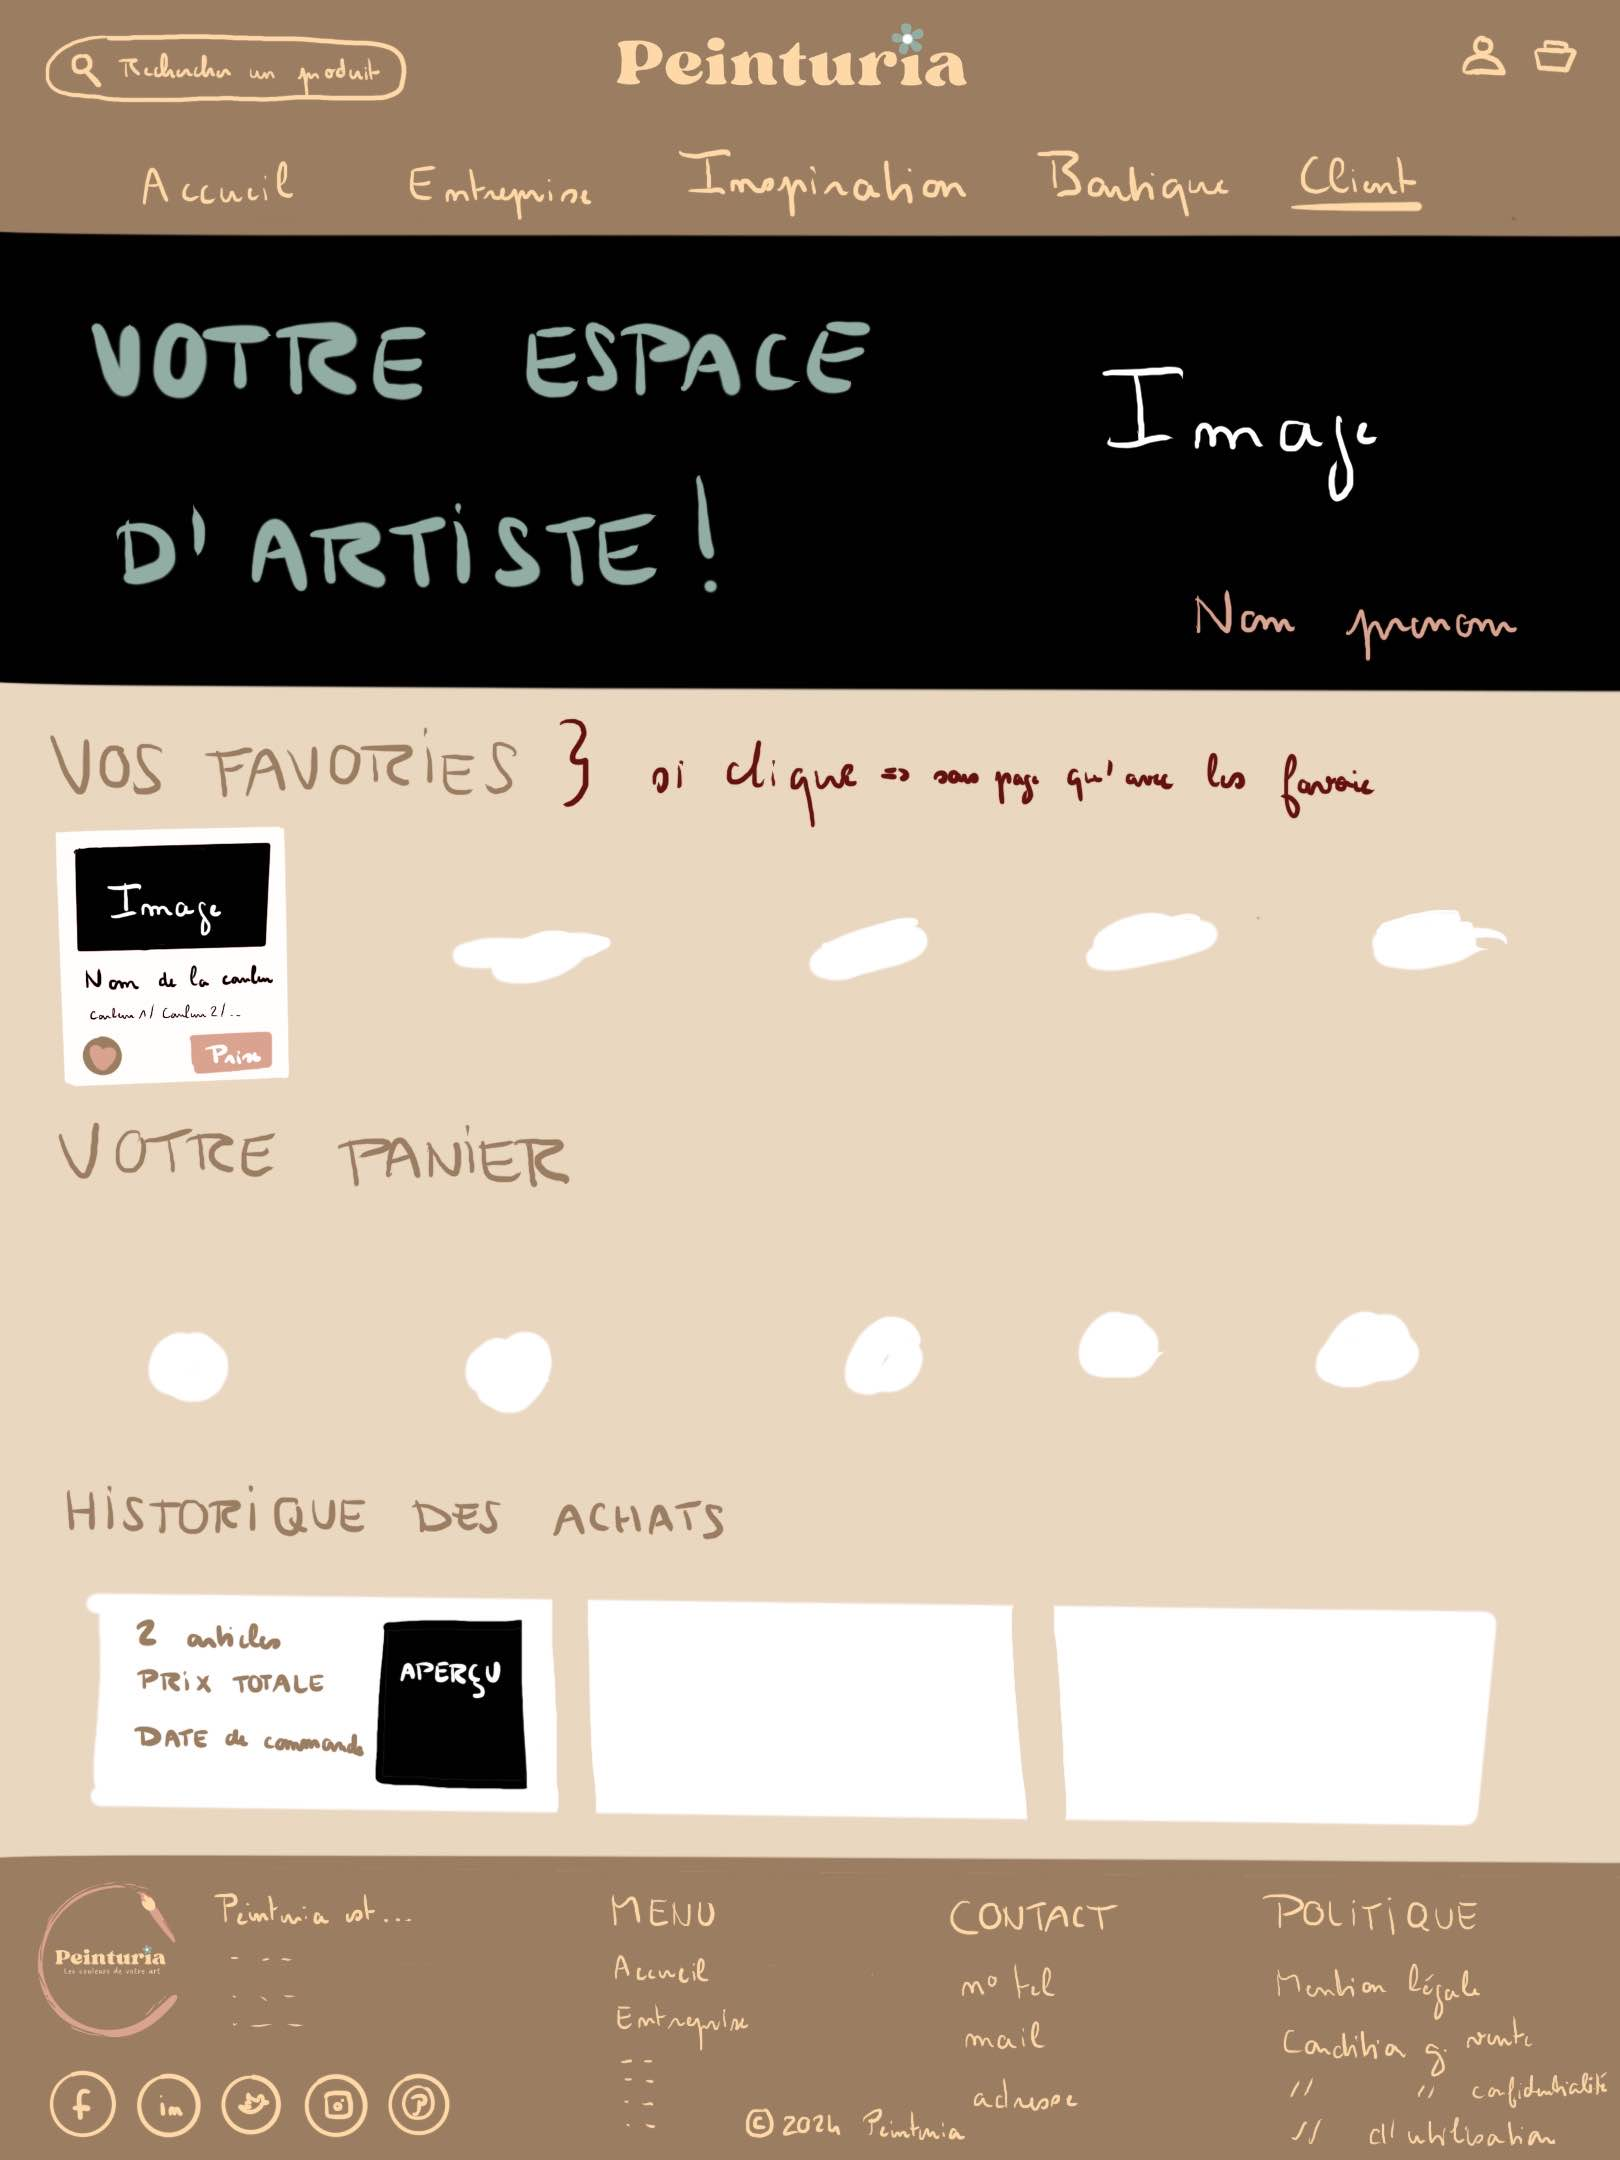 Rechercher un produit
Peinturia
Accueil Entreprise Inspiration Boutique Client
VOTRE ESPACE
D'ARTISTE!
Image
Nom prenom
VOS FAVORIES } si clique => sous page qu'avec les favorie
Image
Nom de la couleur
Couleur 1/ Couleur 2/...
Prix
VOTRE PANIER
HISTORIQUE DES ACHATS
2 articles
PRIX TOTALE
DATE de commande
APERÇU
Peinturia
Les couleurs de votre art
Peinturia est...
MENU
Accueil
Entreprise
CONTACT
n° tel
mail
adresse
POLITIQUE
Mention légale
Condition g. vente
" " confidentialité
" d'utilisation
© 2024 Peinturia